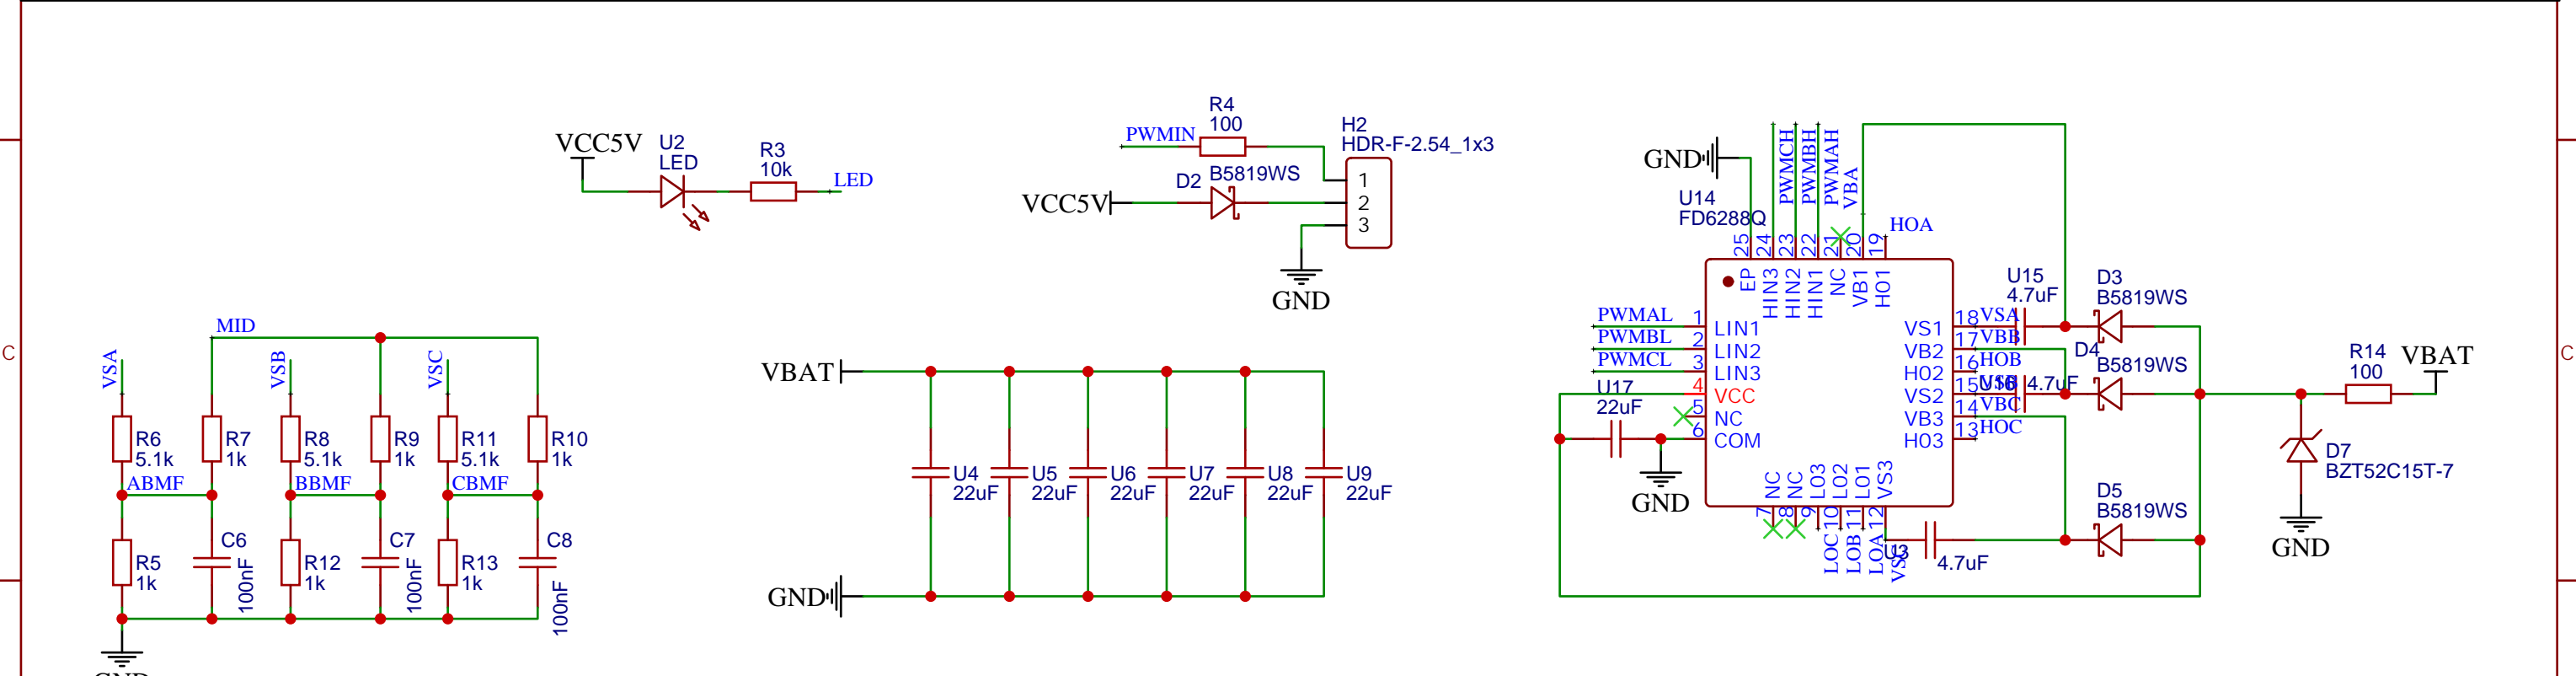 VCC5V
U2
LED
R3
10k
LED
PWMIN
R4
100
H2
HDR-F-2.54_1x3
VCC5V
D2
B5819WS
1
2
3
GND
C
C
MID
VSA
VSB
VSC
R6
5.1k
R7
1k
R8
5.1k
R9
1k
R11
5.1k
R10
1k
ABMF
BBMF
CBMF
R5
1k
C6
100nF
R12
1k
C7
100nF
R13
1k
C8
100nF
GND
VBAT
U4
22uF
U5
22uF
U6
22uF
U7
22uF
U8
22uF
U9
22uF
GND
GND
PWMCH
PWMBH
PWMAH
VBA
U14
FD6288Q
HOA
25
24
23
22
21
20
19
EP
HIN3
HIN2
HIN1
NC
VB1
HO1
PWMAL
PWMBL
PWMCL
1
2
3
4
5
6
LIN1
LIN2
LIN3
VCC
NC
COM
U17
22uF
GND
VS1
VB2
H02
VS2
VB3
H03
18
17
16
15
14
13
VSA
VBB
HOB
VSB
VBC
HOC
U15
4.7uF
U16
4.7uF
D3
B5819WS
D4
B5819WS
D5
B5819WS
NC
NC
LO3
LO2
LO1
VS3
7
8
9
10
11
12
LOC
LOB
LOA
VSC
U3
4.7uF
R14
100
VBAT
D7
BZT52C15T-7
GND